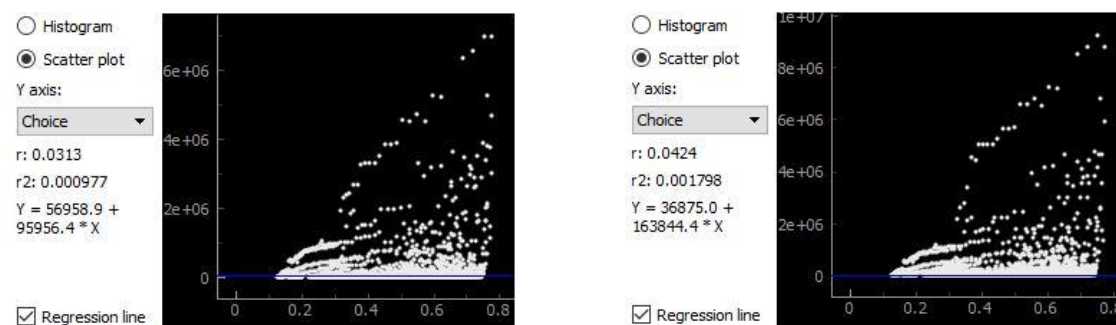 Histogram
Scatter plot
Y axis:
Choice
r: 0.0313
r2: 0.000977
Y = 56958.9 +
95956.4 * X
Regression line
6e+06
4e+06
2e+06
0
0 0.2 0.4 0.6 0.8
Histogram
Scatter plot
Y axis:
Choice
r: 0.0424
r2: 0.001798
Y = 36875.0 +
163844.4 * X
Regression line
1e+07
8e+06
6e+06
4e+06
2e+06
0
0 0.2 0.4 0.6